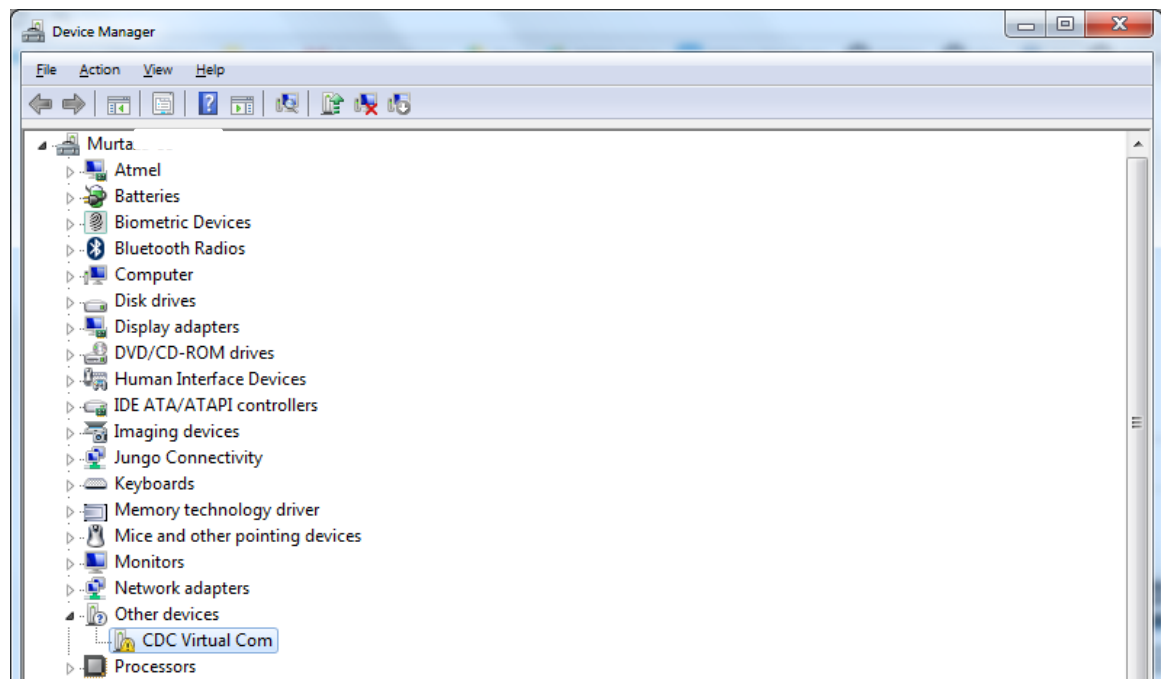 Device Manager
File Action View Help
Murta
Atmel
Batteries
Biometric Devices
Bluetooth Radios
Computer
Disk drives
Display adapters
DVD/CD-ROM drives
Human Interface Devices
IDE ATA/ATAPI controllers
Imaging devices
Jungo Connectivity
Keyboards
Memory technology driver
Mice and other pointing devices
Monitors
Network adapters
Other devices
CDC Virtual Com
Processors